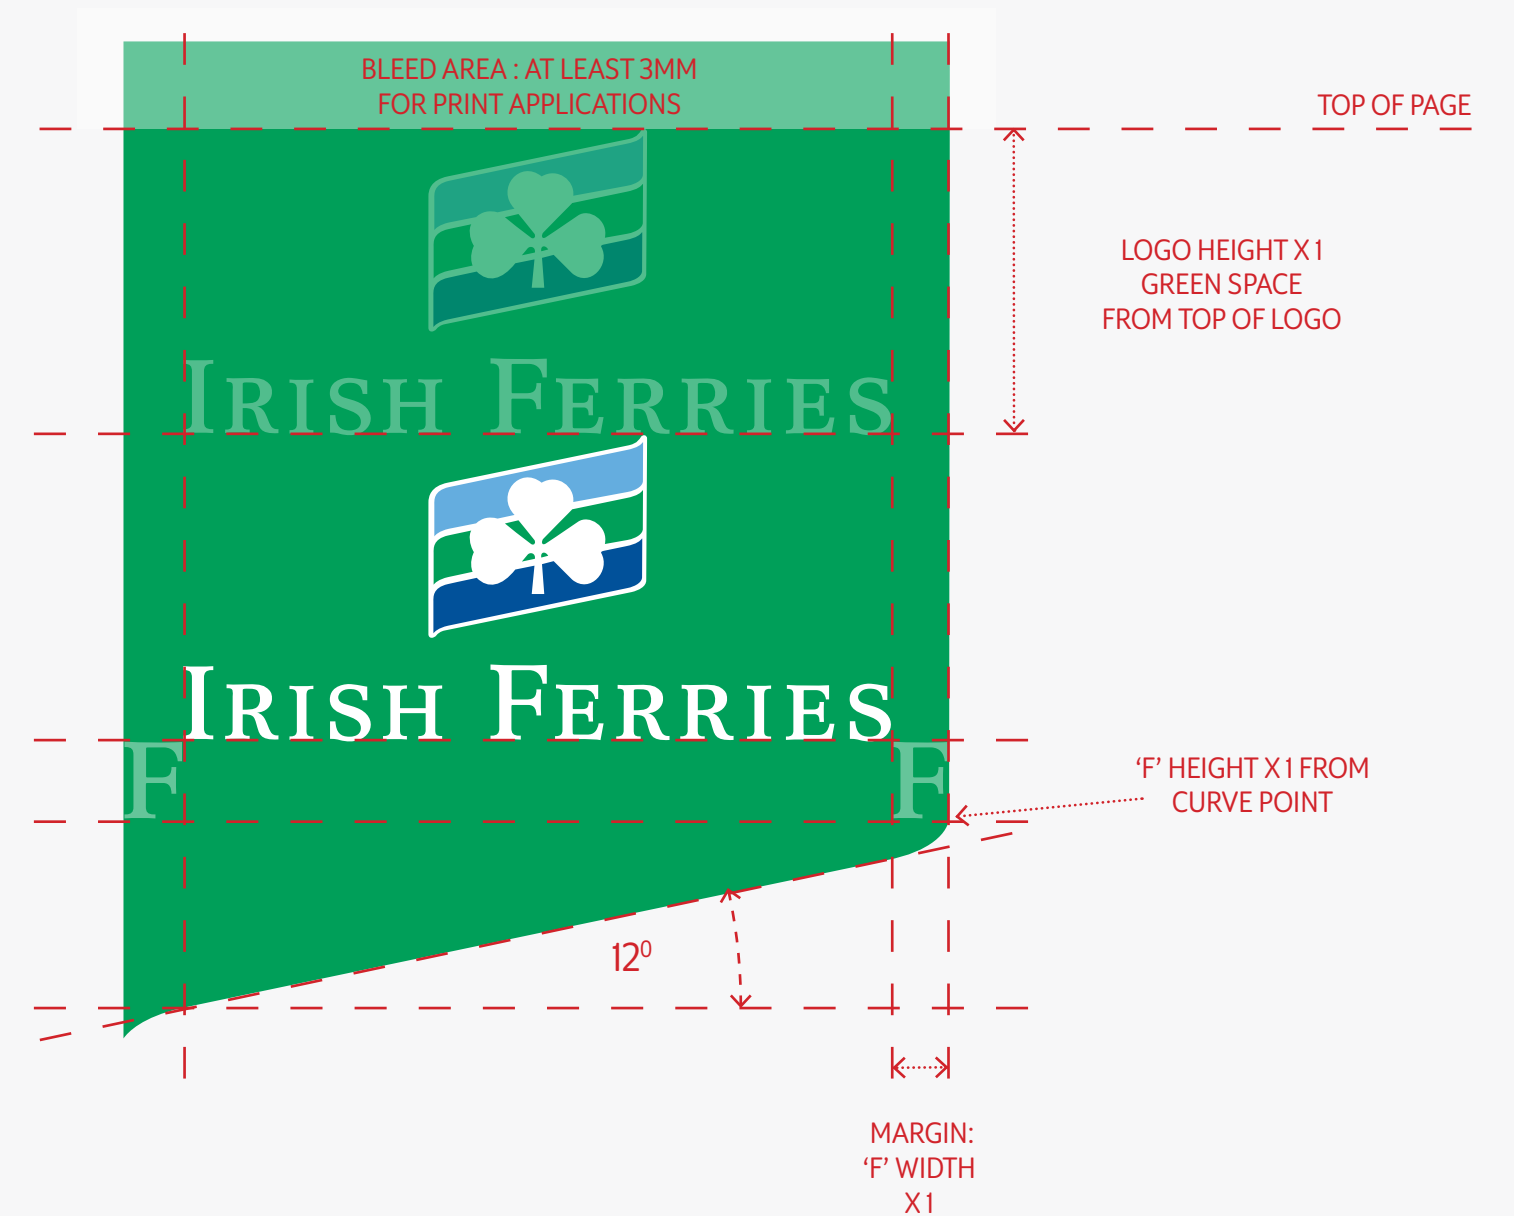 BLEED AREA : AT LEAST 3MM
FOR PRINT APPLICATIONS
TOP OF PAGE
LOGO HEIGHT X 1
GREEN SPACE
FROM TOP OF LOGO
IRISH FERRIES
IRISH FERRIES
F
F
‘F’ HEIGHT X 1 FROM
CURVE POINT
12⁰
MARGIN:
‘F’ WIDTH
X 1